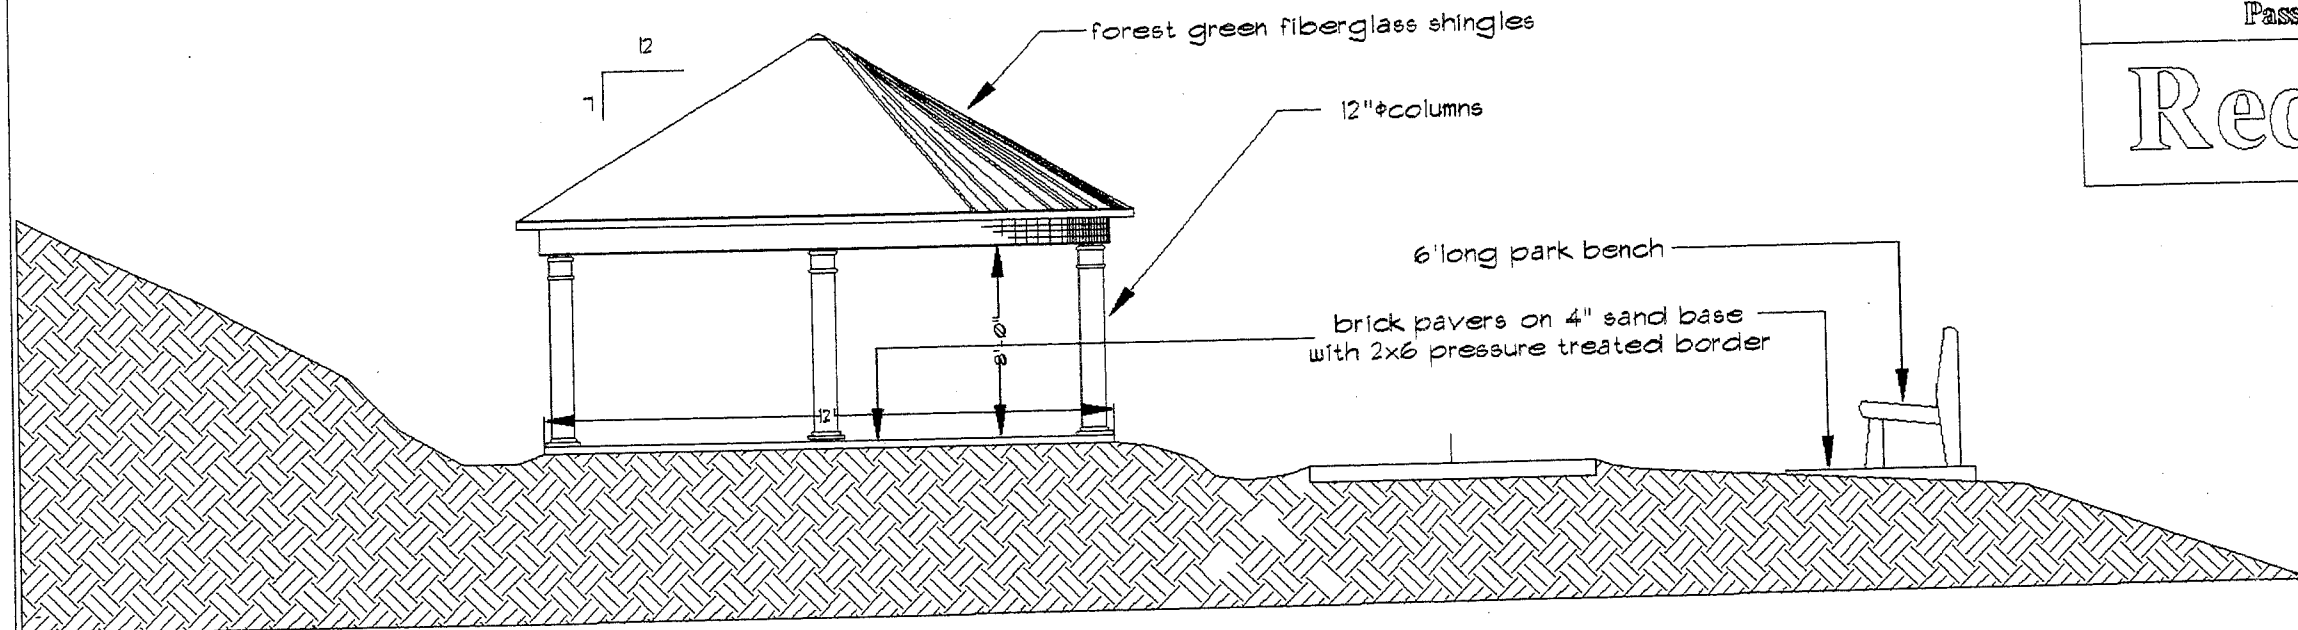 Pass
Rec
12
7
forest green fiberglass shingles
12"ϕcolumns
6'long park bench
brick pavers on 4" sand base
with 2x6 pressure treated border
8'-0"
12'